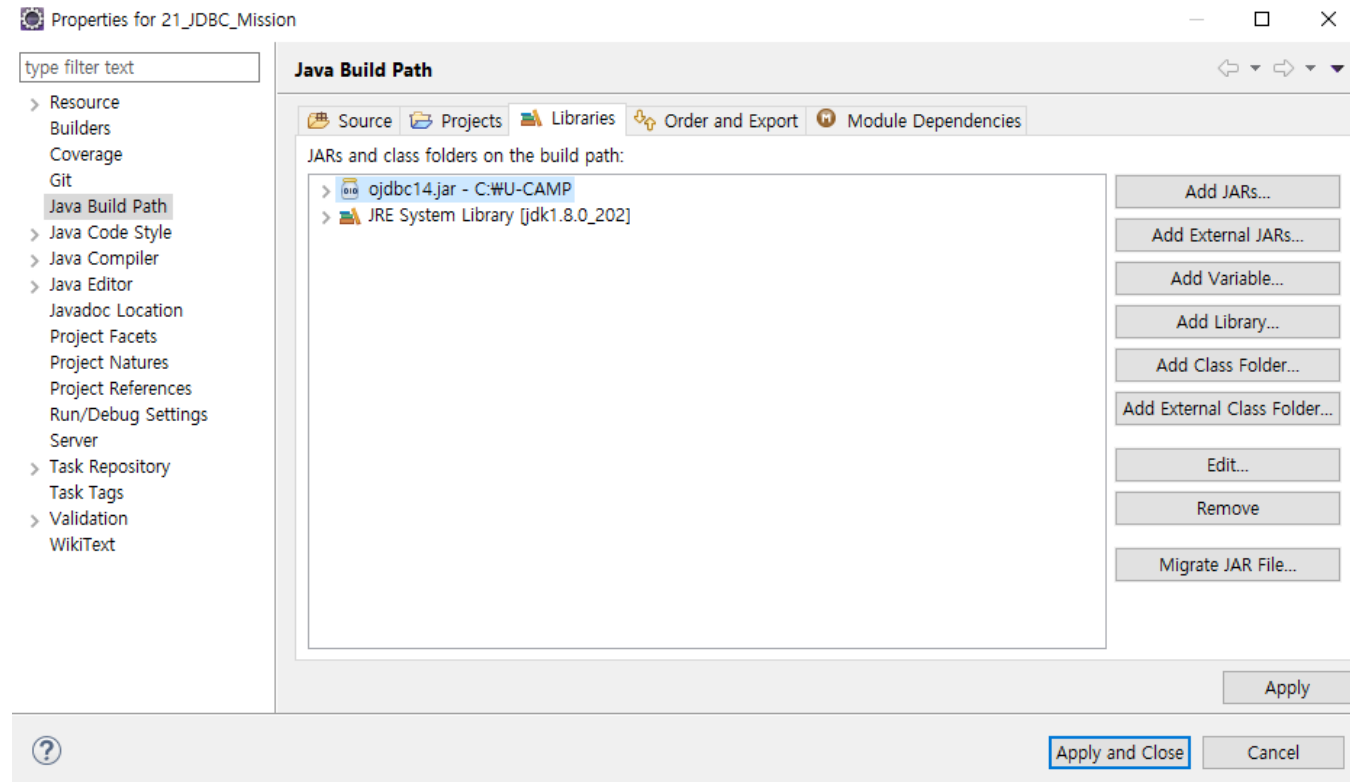 Properties for 21_JDBC_Mission
type filter text
Resource
Builders
Coverage
Git
Java Build Path
Java Code Style
Java Compiler
Java Editor
Javadoc Location
Project Facets
Project Natures
Project References
Run/Debug Settings
Server
Task Repository
Task Tags
Validation
WikiText
Java Build Path
Source Projects Libraries Order and Export Module Dependencies
JARs and class folders on the build path:
ojdbc14.jar - C:₩U-CAMP
JRE System Library [jdk1.8.0_202]
Add JARs...
Add External JARs...
Add Variable...
Add Library...
Add Class Folder...
Add External Class Folder...
Edit...
Remove
Migrate JAR File...
Apply
Apply and Close Cancel